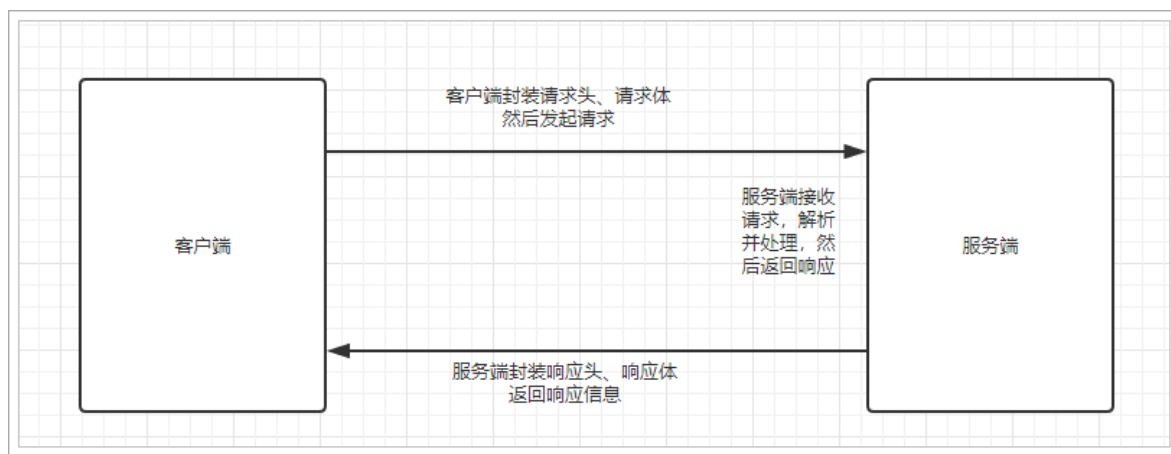 客户端封装请求头、请求体
然后发起请求
服务端接收
请求，解析
并处理，然
后返回响应
客户端
服务端
服务端封装响应头、响应体
返回响应信息